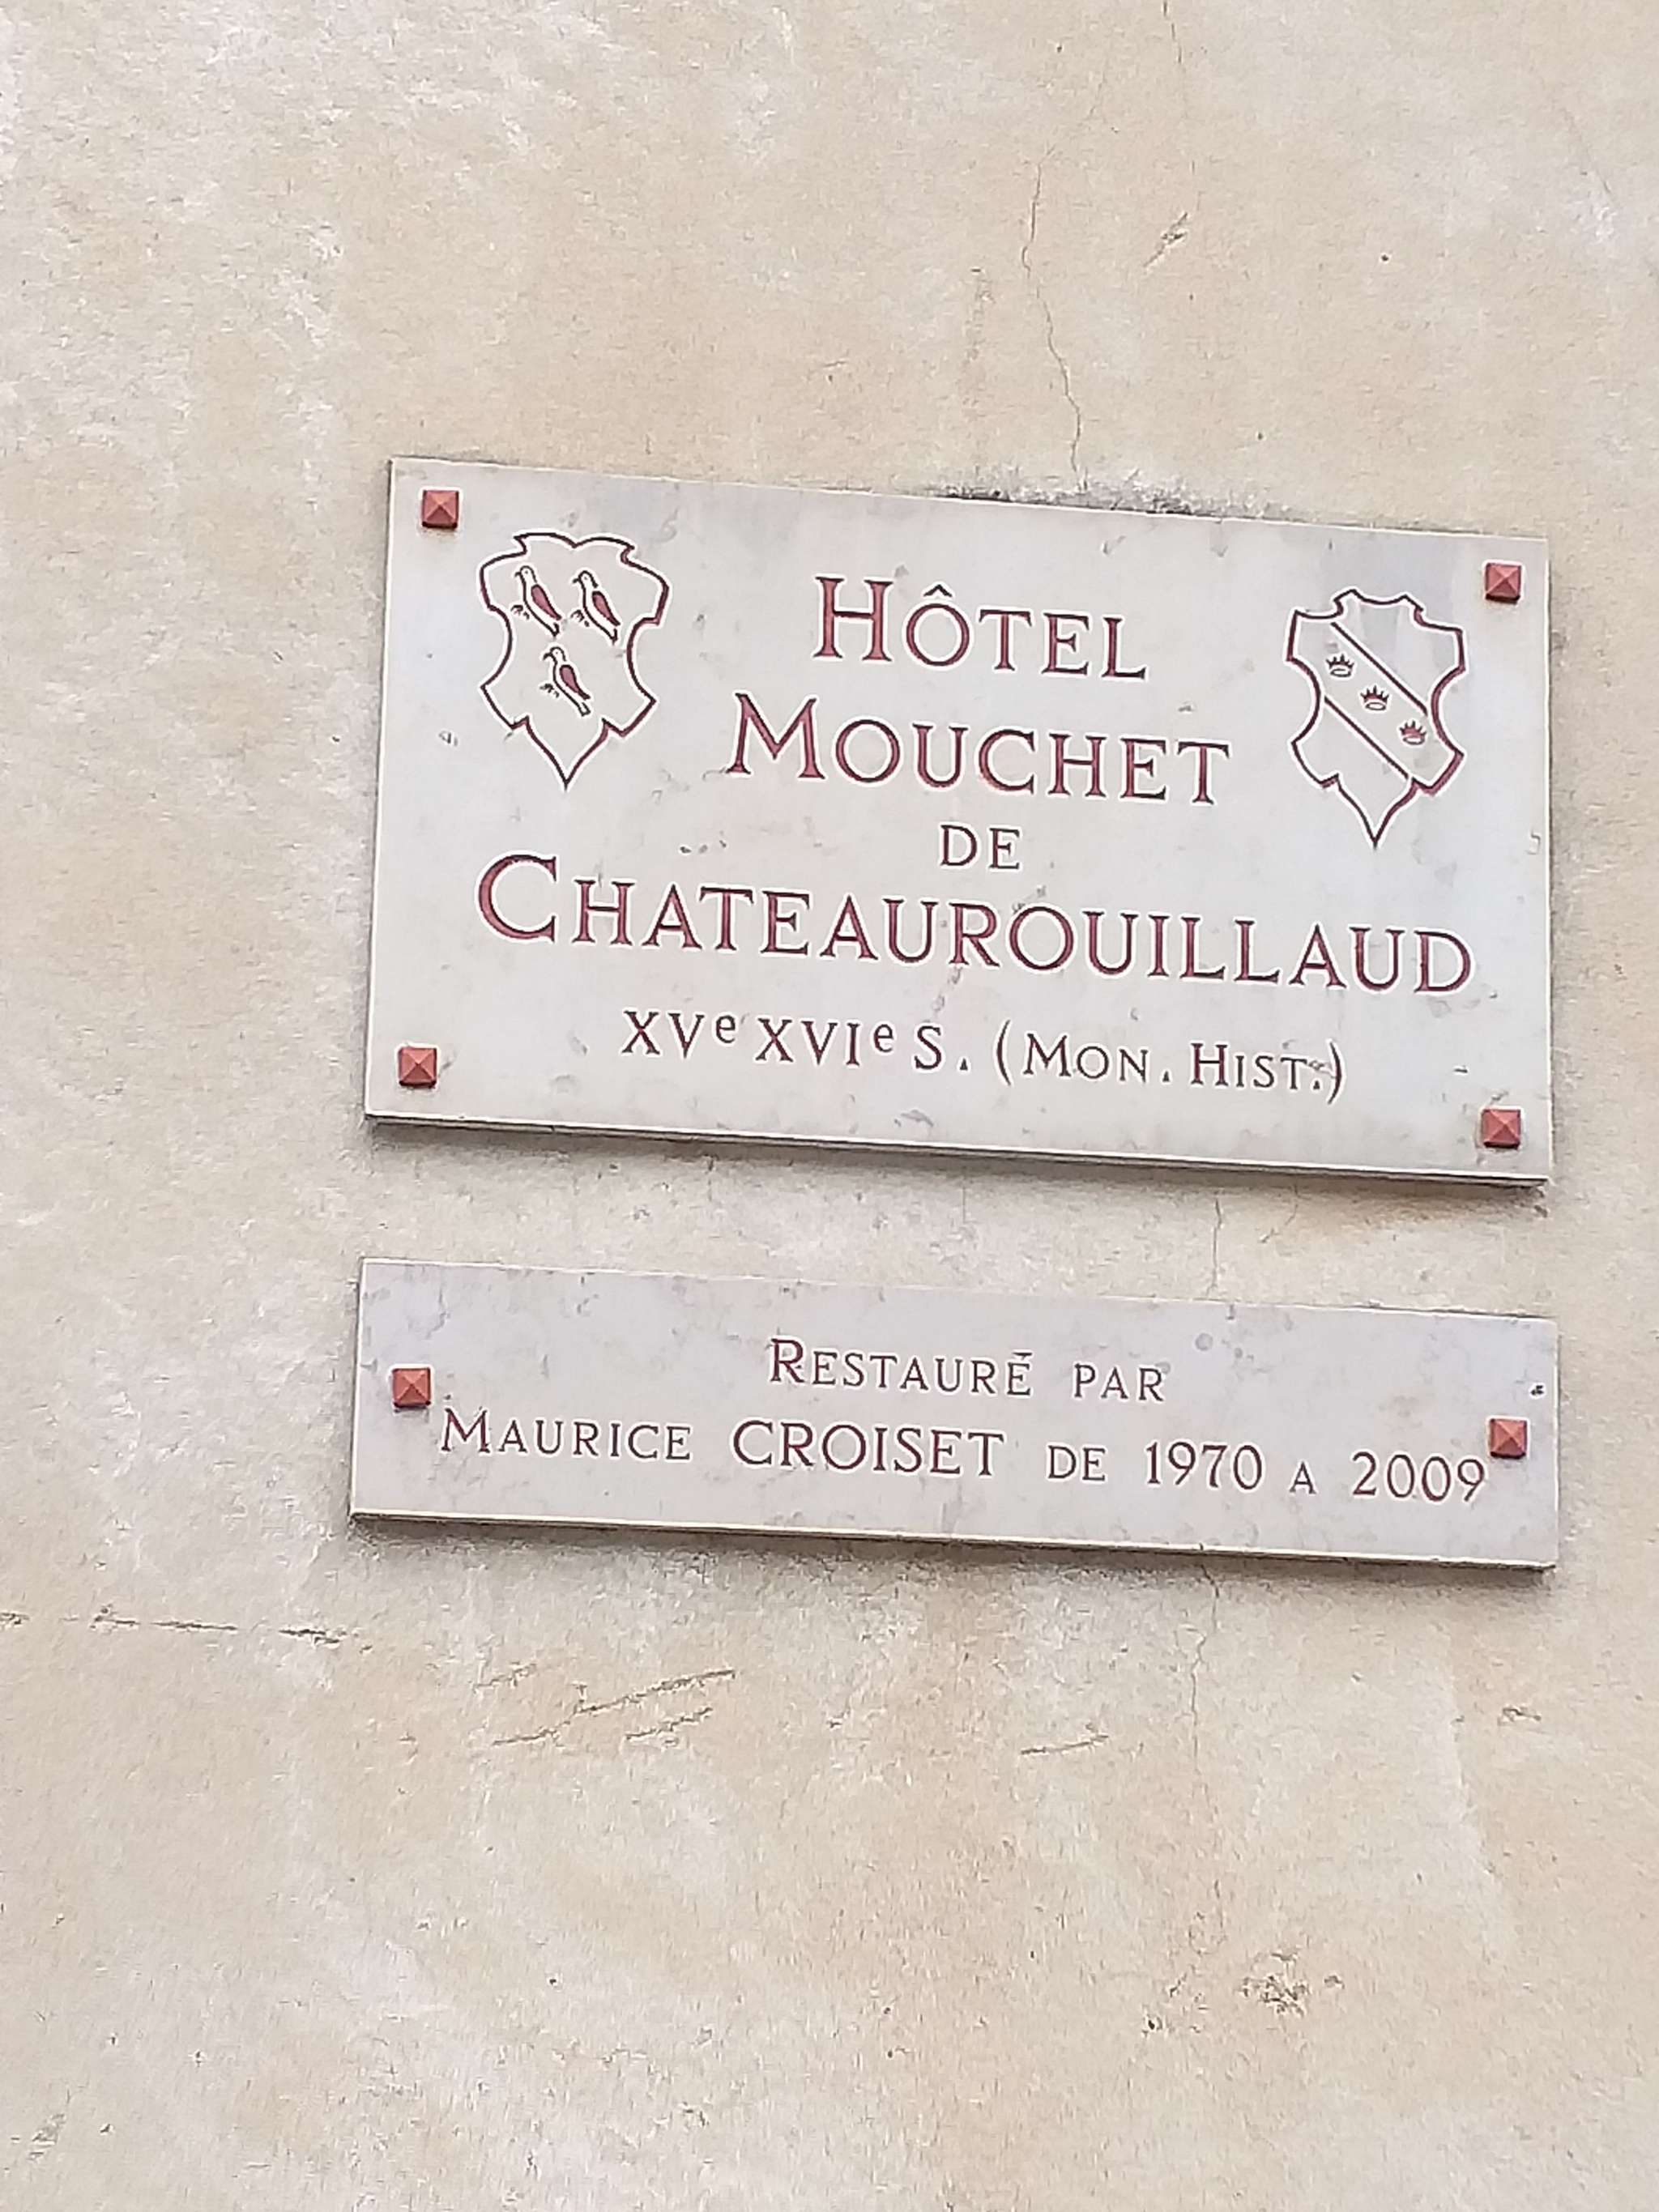 HÔTEL
MOUCHET
DE
CHATEAUROUILLAUD
XVe XVIe S. (MON. HIST.)
RESTAURÉ PAR
MAURICE CROISET DE 1970 A 2009